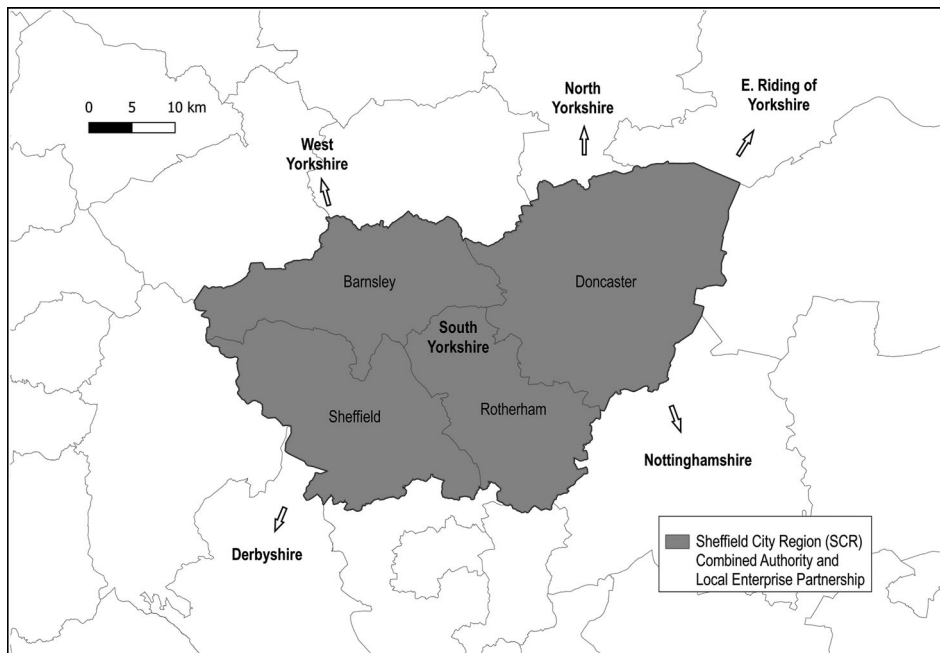 0 5 10 km
North
Yorkshire
E. Riding of
Yorkshire
West
Yorkshire
Barnsley
Doncaster
South
Yorkshire
Sheffield
Rotherham
Nottinghamshire
Derbyshire
Sheffield City Region (SCR)
Combined Authority and
Local Enterprise Partnership